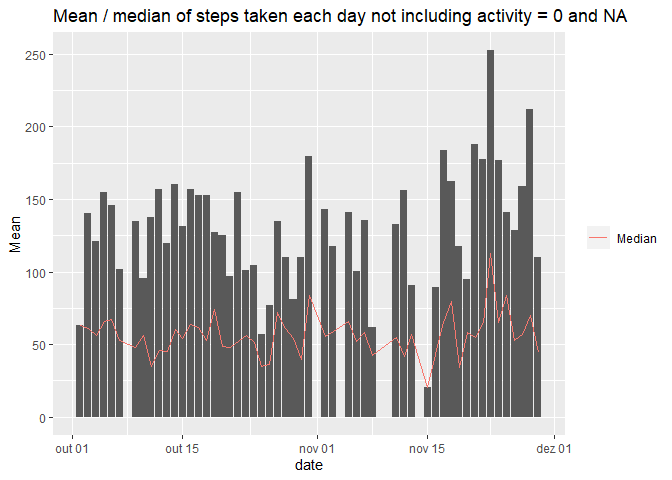 Mean / median of steps taken each day not including activity = 0 and NA
Mean
250
200
150
100
50
0
out 01
out 15
nov 01
nov 15
dez 01
date
Median